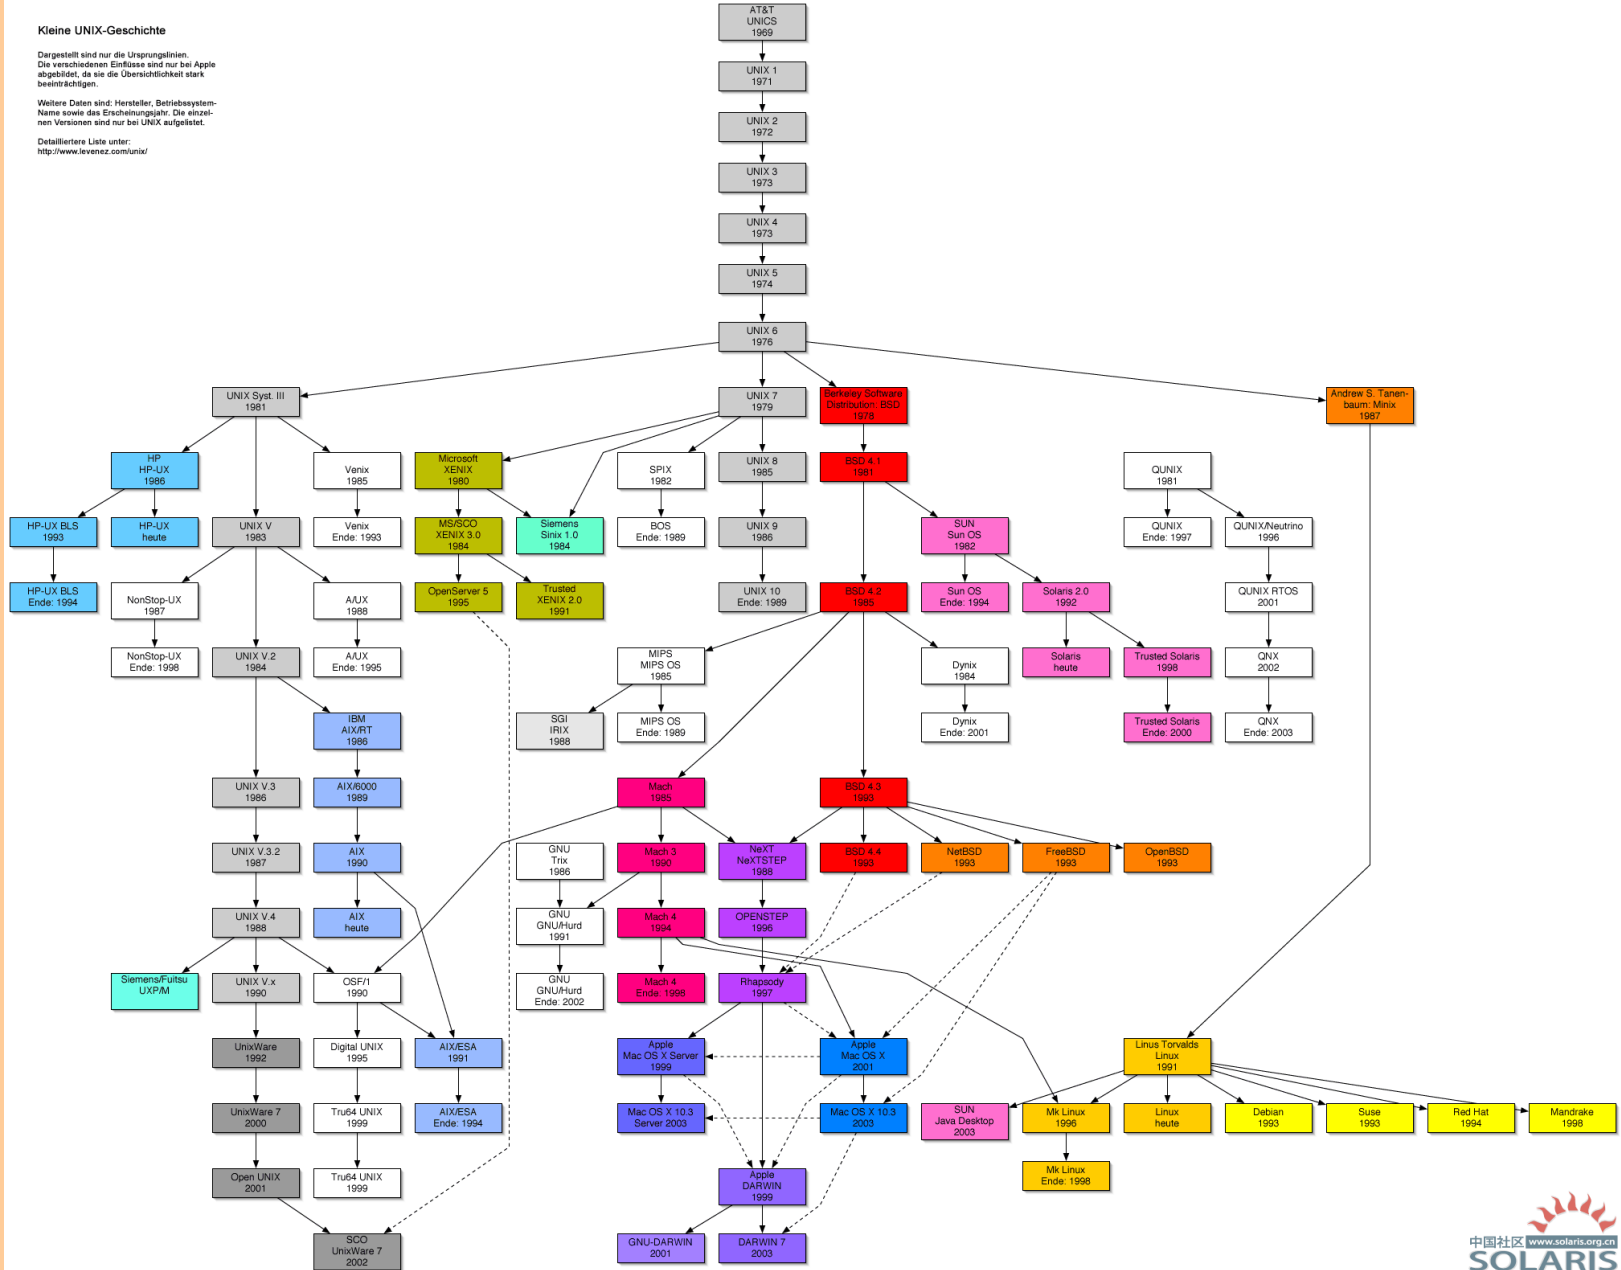 Kleine UNIX-Geschichte
Dargestellt sind nur die Ursprungslinien.
Die verschiedenen Einflüsse sind nur bei Apple
abgebildet, da sie die Übersichtlichkeit stark
beeinträchtigen.
Weitere Daten sind: Hersteller, Betriebssystem-
Name sowie das Erscheinungsjahr. Die einzel-
nen Versionen sind nur bei UNIX aufgelistet.
Detailliertere Liste unter:
http://www.levenez.com/unix/
AT&T
UNICS
1969
UNIX 1
1971
UNIX 2
1972
UNIX 3
1973
UNIX 4
1973
UNIX 5
1974
UNIX 6
1976
UNIX Syst. III
1981
UNIX 7
1979
Berkeley Software
Distribution: BSD
1978
Andrew S. Tanen-
baum: Minix
1987
HP
HP-UX
1986
Venix
1985
Microsoft
XENIX
1980
SPIX
1982
UNIX 8
1985
BSD 4.1
1981
QUNIX
1981
HP-UX BLS
1993
HP-UX
heute
UNIX V
1983
Venix
Ende: 1993
MS/SCO
XENIX 3.0
1984
Siemens
Sinix 1.0
1984
BOS
Ende: 1989
UNIX 9
1986
SUN
Sun OS
1982
QUNIX
Ende: 1997
QUNIX/Neutrino
1996
HP-UX BLS
Ende: 1994
NonStop-UX
1987
A/UX
1988
OpenServer 5
1995
Trusted
XENIX 2.0
1991
UNIX 10
Ende: 1989
BSD 4.2
1985
Sun OS
Ende: 1994
Solaris 2.0
1992
QUNIX RTOS
2001
NonStop-UX
Ende: 1998
UNIX V.2
1984
A/UX
Ende: 1995
MIPS
MIPS OS
1985
Dynix
1984
Solaris
heute
Trusted Solaris
1998
QNX
2002
IBM
AIX/RT
1986
SGI
IRIX
1988
MIPS OS
Ende: 1989
Dynix
Ende: 2001
Trusted Solaris
Ende: 2000
QNX
Ende: 2003
UNIX V.3
1986
AIX/6000
1989
Mach
1985
BSD 4.3
1993
UNIX V.3.2
1987
AIX
1990
GNU
Trix
1986
Mach 3
1990
NeXT
NeXTSTEP
1988
BSD 4.4
1993
NetBSD
1993
FreeBSD
1993
OpenBSD
1993
UNIX V.4
1988
AIX
heute
GNU
GNU/Hurd
1991
Mach 4
1994
OPENSTEP
1996
Siemens/Fuitsu
UXP/M
UNIX V.x
1990
OSF/1
1990
GNU
GNU/Hurd
Ende: 2002
Mach 4
Ende: 1998
Rhapsody
1997
UnixWare
1992
Digital UNIX
1995
AIX/ESA
1991
Apple
Mac OS X Server
1999
Apple
Mac OS X
2001
Linus Torvalds
Linux
1991
UnixWare 7
2000
Tru64 UNIX
1999
AIX/ESA
Ende: 1994
Mac OS X 10.3
Server 2003
Mac OS X 10.3
2003
SUN
Java Desktop
2003
Mk Linux
1996
Linux
heute
Debian
1993
Suse
1993
Red Hat
1994
Mandrake
1998
Open UNIX
2001
Tru64 UNIX
1999
Apple
DARWIN
1999
Mk Linux
Ende: 1998
SCO
UnixWare 7
2002
GNU-DARWIN
2001
DARWIN 7
2003
中国社区 www.solaris.org.cn
SOLARIS